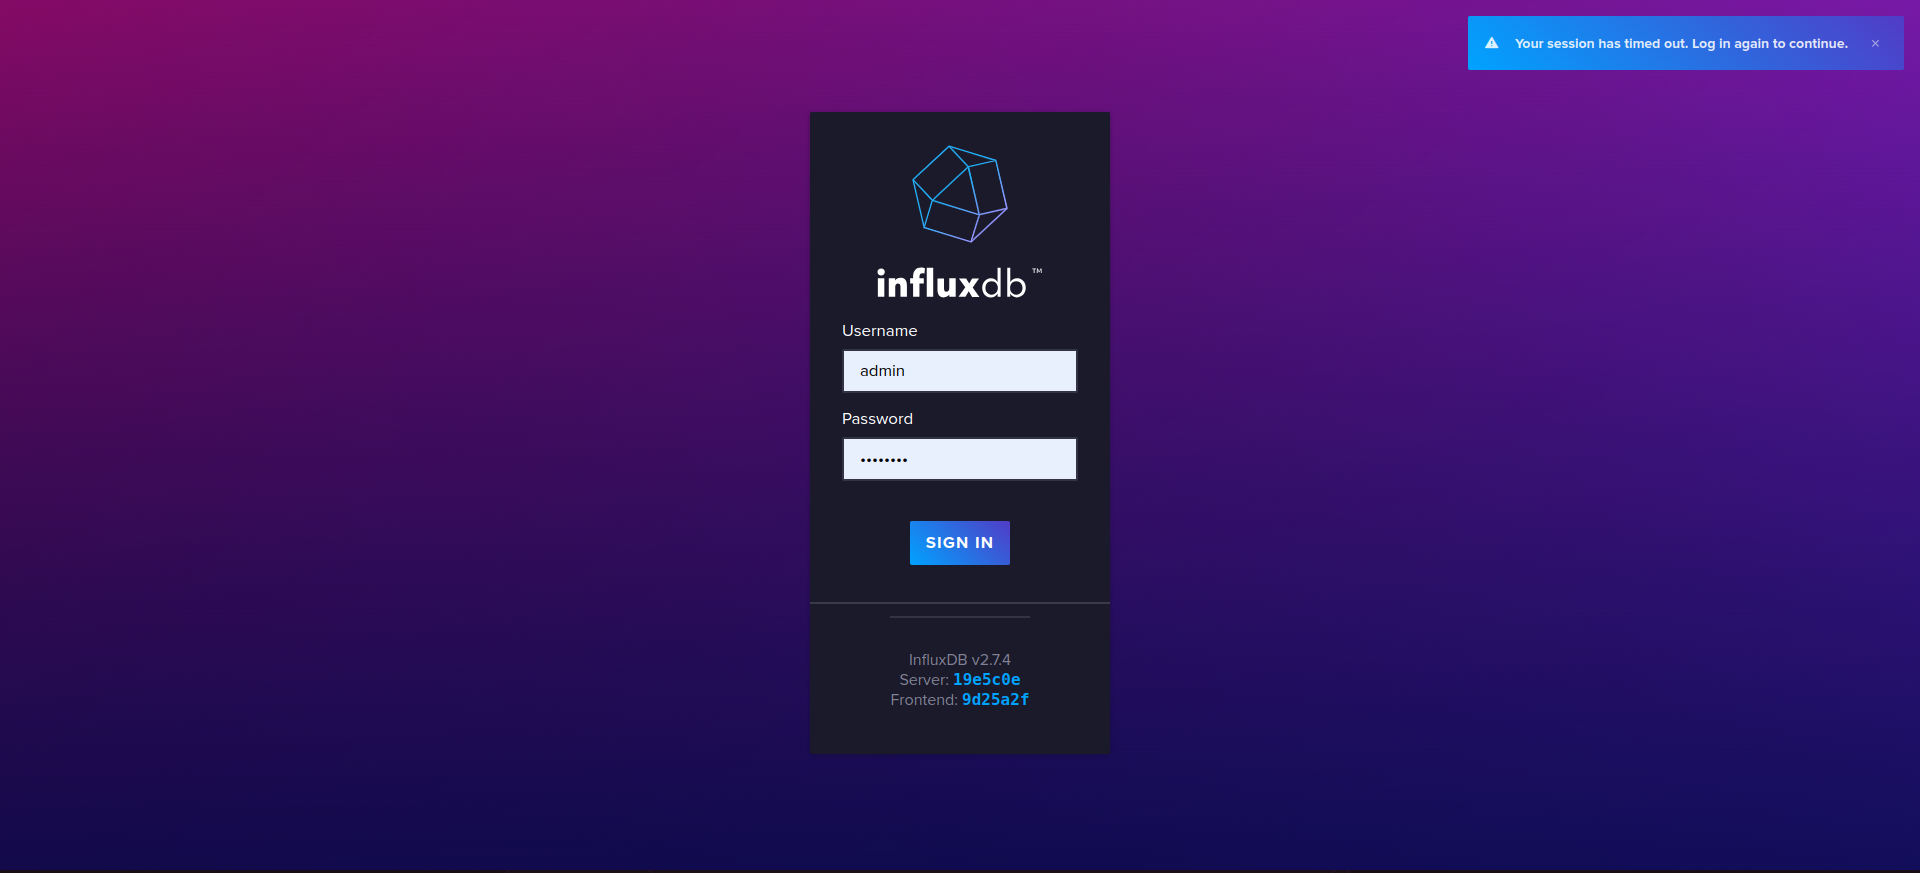 Your session has timed out. Log in again to continue.
influxdb™
Username
admin
Password
••••••••
SIGN IN
InfluxDB v2.7.4
Server: 19e5c0e
Frontend: 9d25a2f